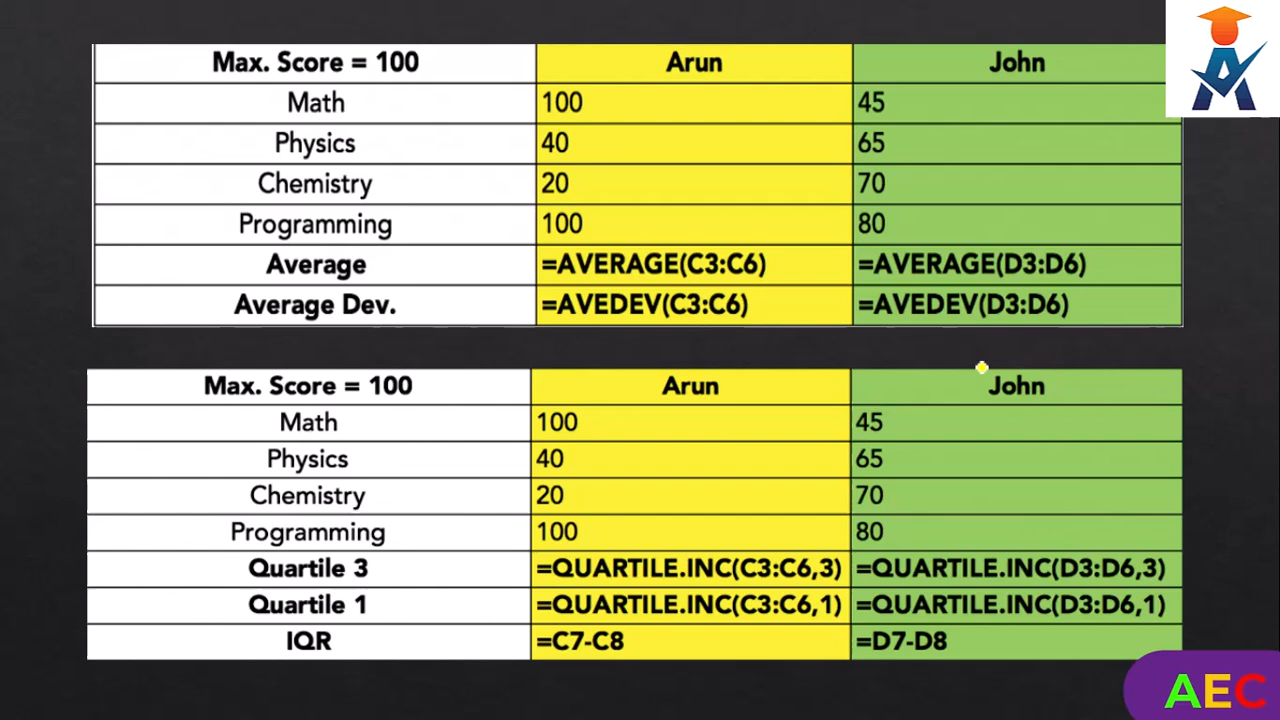 Max. Score = 100 Arun John
Math 100 45
Physics 40 65
Chemistry 20 70
Programming 100 80
Average =AVERAGE(C3:C6) =AVERAGE(D3:D6)
Average Dev. =AVEDEV(C3:C6) =AVEDEV(D3:D6)
Max. Score = 100 Arun John
Math 100 45
Physics 40 65
Chemistry 20 70
Programming 100 80
Quartile 3 =QUARTILE.INC(C3:C6,3) =QUARTILE.INC(D3:D6,3)
Quartile 1 =QUARTILE.INC(C3:C6,1) =QUARTILE.INC(D3:D6,1)
IQR =C7-C8 =D7-D8
AEC